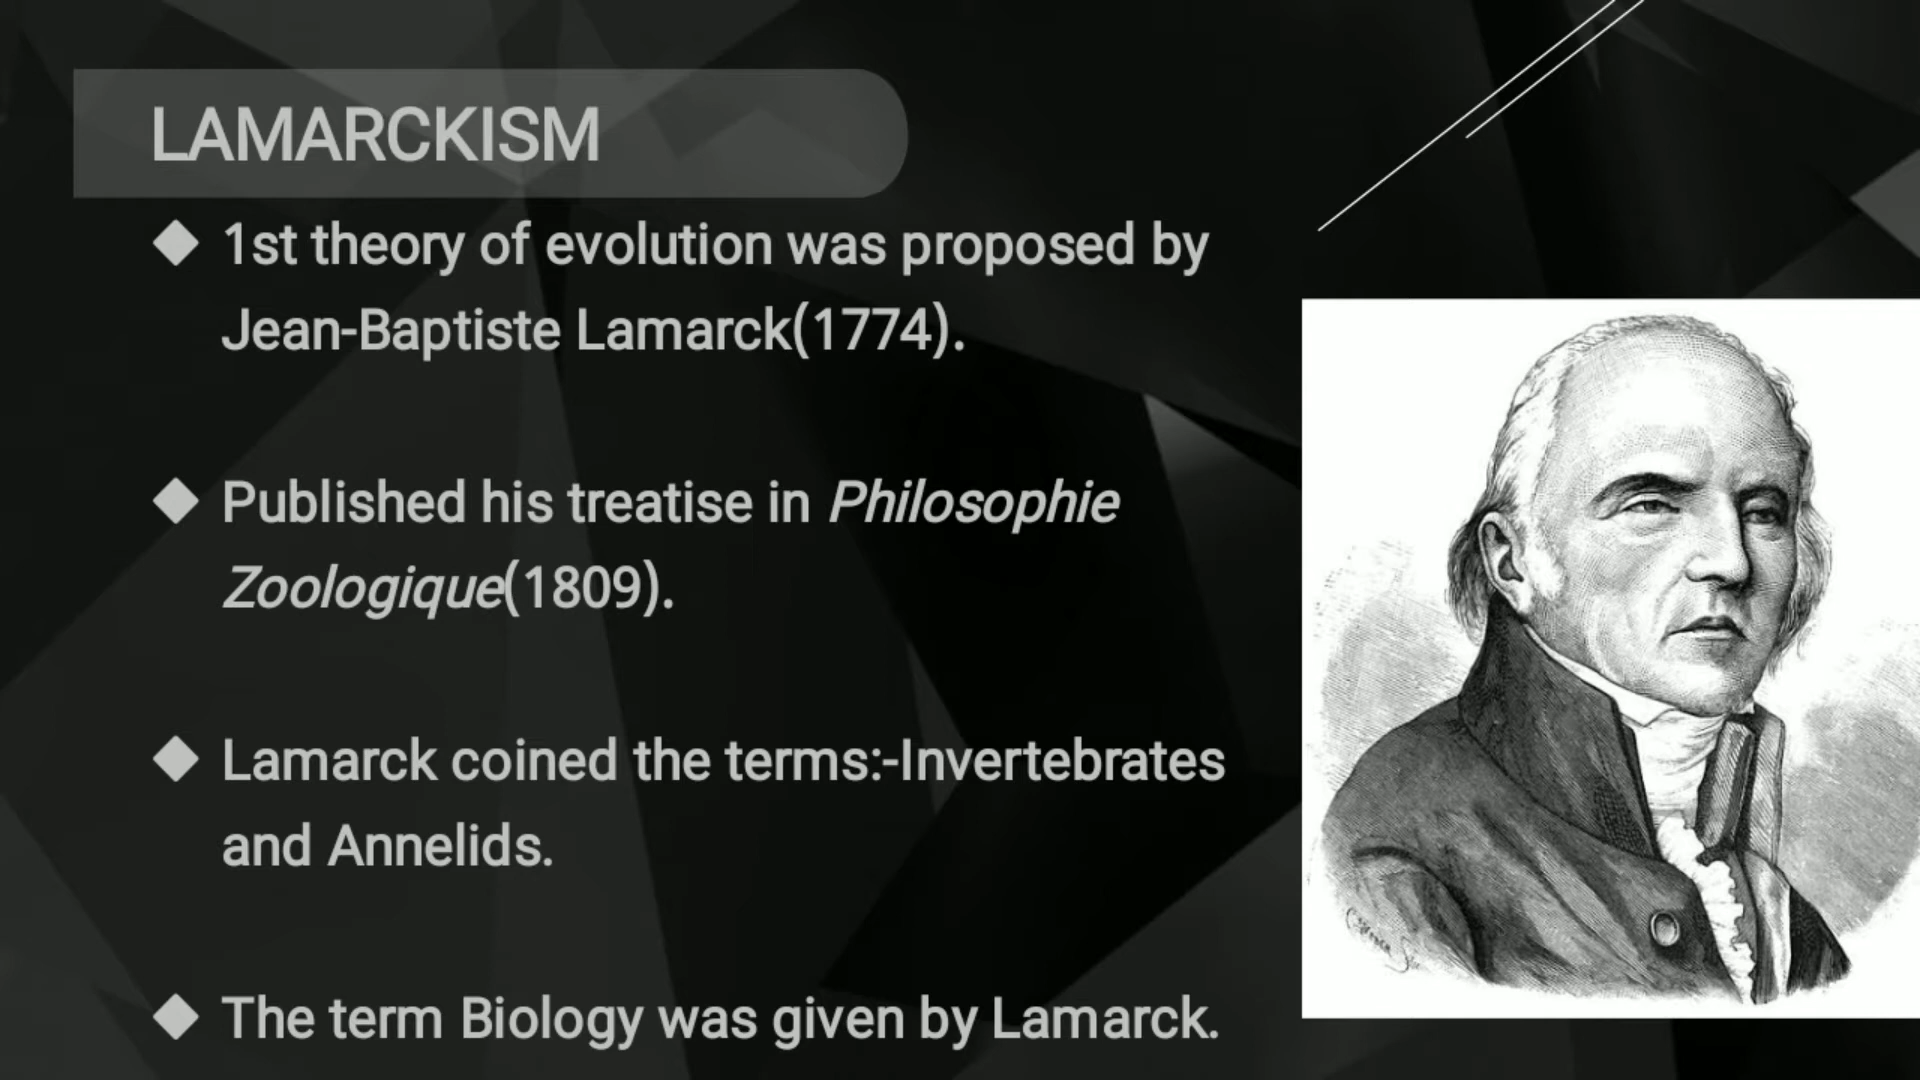 LAMARCKISM
1st theory of evolution was proposed by
Jean-Baptiste Lamarck(1774).
Published his treatise in Philosophie
Zoologique(1809).
Lamarck coined the terms:-Invertebrates
and Annelids.
The term Biology was given by Lamarck.